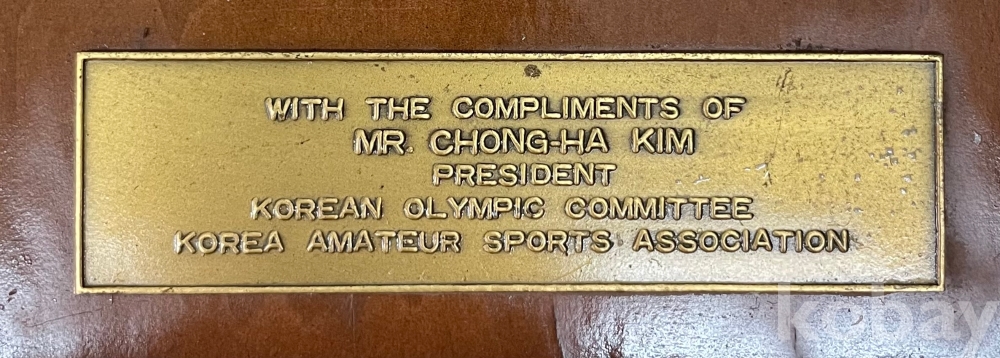 WITH THE COMPLIMENTS OF
MR. CHONG-HA KIM
PRESIDENT
KOREAN OLYMPIC COMMITTEE
KOREA AMATEUR SPORTS ASSOCIATION
kobay